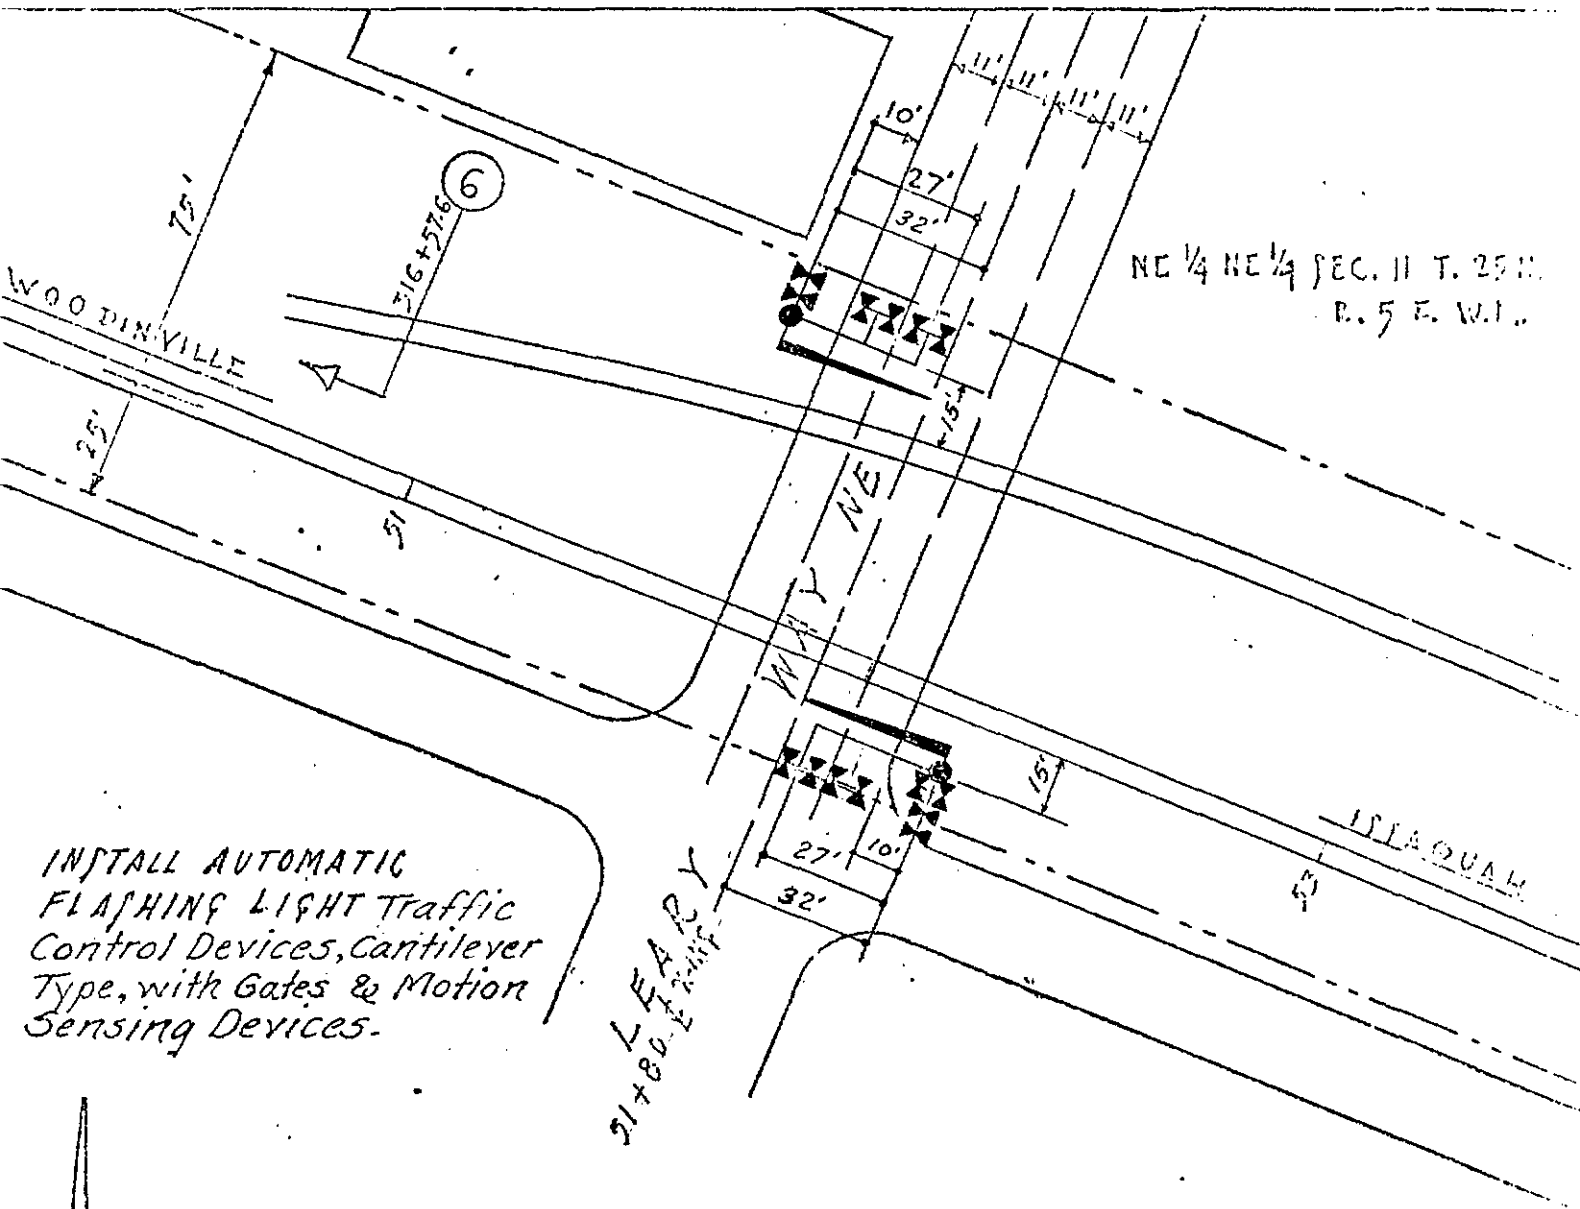 11' 11' 11' 11'
10'
27'
32'
75'
6
316+57.6
NE 1/4 NE 1/4 SEC. 11 T. 25 N.
R. 5 E. W.
WOODINVILLE
25'
15'
51
WAY NE
15'
ISSAQUAH
27' 10'
32'
LEARY
51+80
INSTALL AUTOMATIC
FLASHING LIGHT Traffic
Control Devices, Cantilever
Type, with Gates & Motion
Sensing Devices.